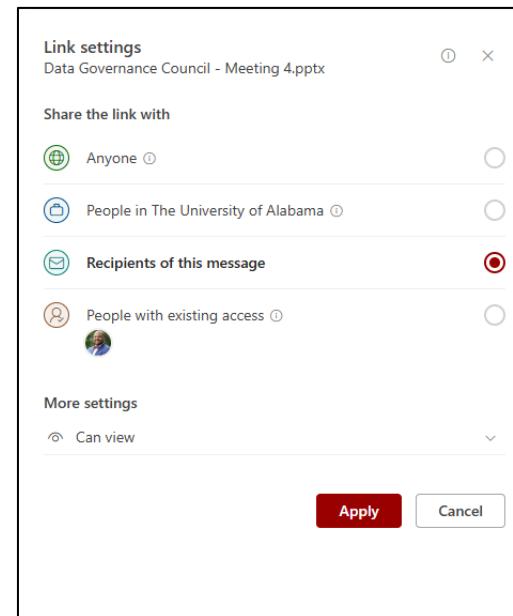 Link settings
Data Governance Council - Meeting 4.pptx
Share the link with
Anyone
People in The University of Alabama
Recipients of this message
People with existing access
More settings
Can view
Apply
Cancel